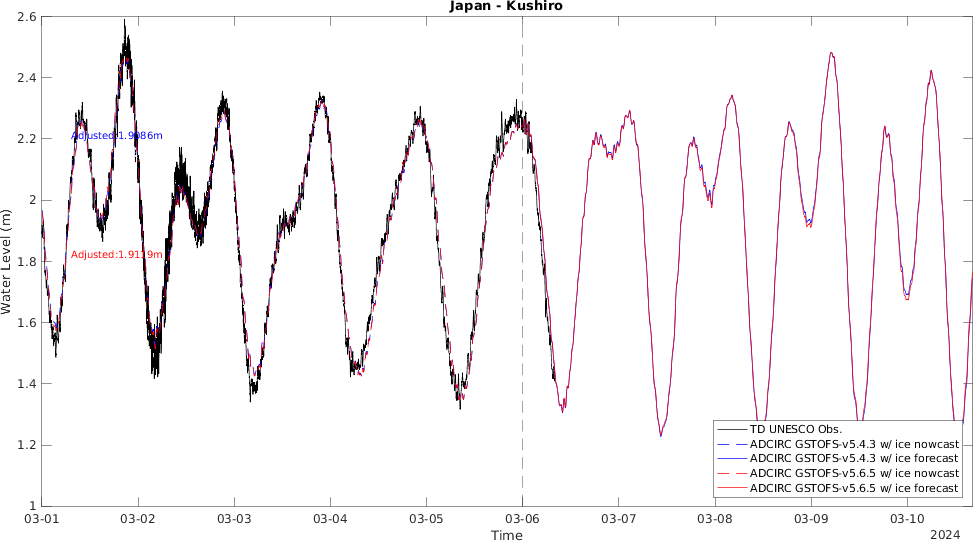 Japan - Kushiro
2.6
2.4
2.2
2
1.8
1.6
1.4
1.2
1
Water Level (m)
Adjusted:1.9086m
Adjusted:1.9119m
TD UNESCO Obs.
ADCIRC GSTOFS-v5.4.3 w/ ice nowcast
ADCIRC GSTOFS-v5.4.3 w/ ice forecast
ADCIRC GSTOFS-v5.6.5 w/ ice nowcast
ADCIRC GSTOFS-v5.6.5 w/ ice forecast
03-01 03-02 03-03 03-04 03-05 03-06 03-07 03-08 03-09 03-10
Time
2024